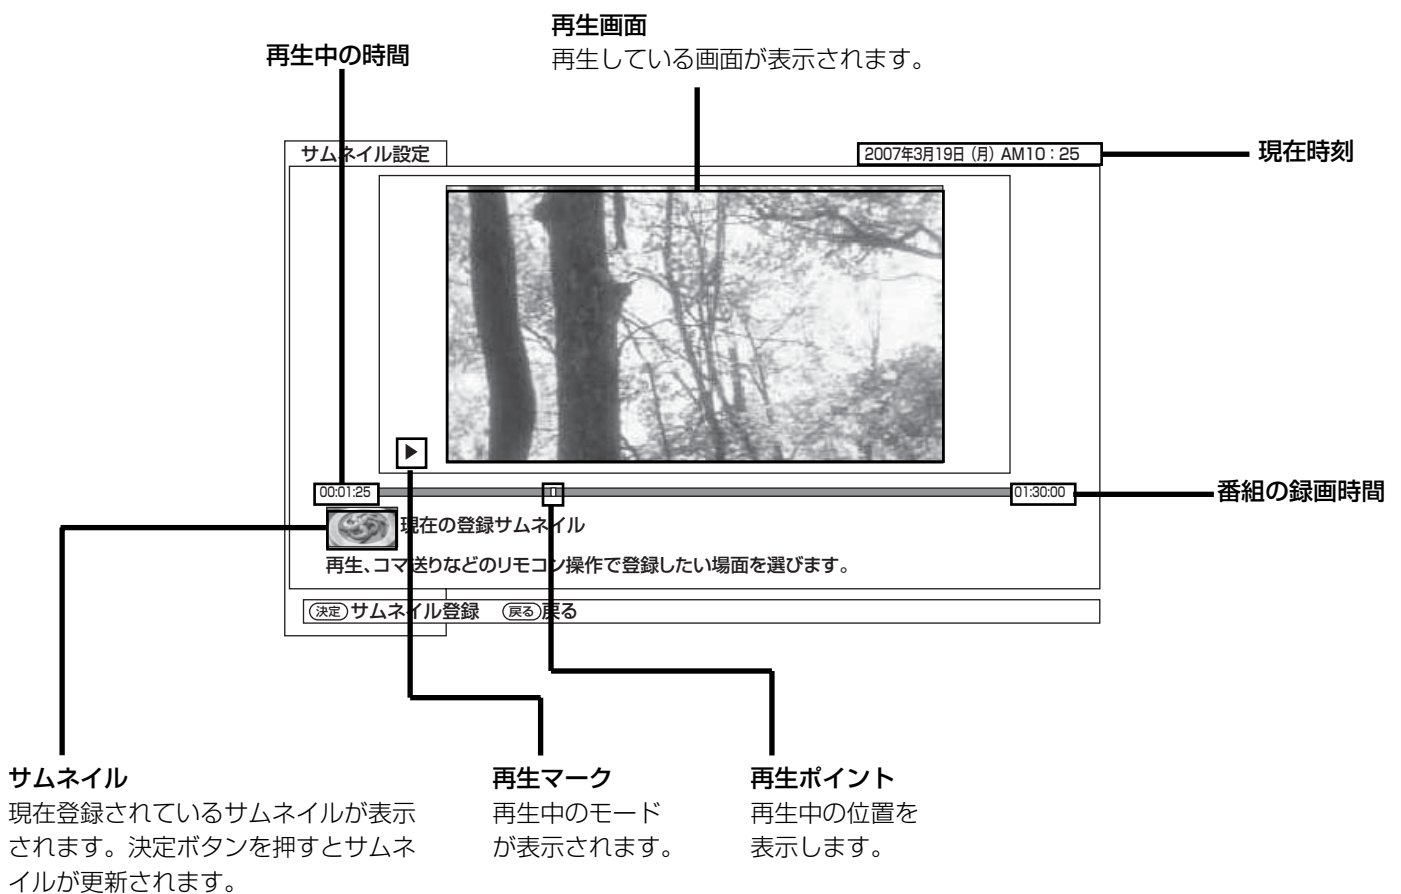 再生画面
再生している画面が表示されます。
再生中の時間
サムネイル設定
2007年3月19日（月）AM10：25
現在時刻
00:01:25
01:30:00
番組の録画時間
現在の登録サムネイル
再生、コマ送りなどのリモコン操作で登録したい場面を選びます。
決定 サムネイル登録 戻る 戻る
サムネイル
現在登録されているサムネイルが表示
されます。決定ボタンを押すとサムネ
イルが更新されます。
再生マーク
再生中のモード
が表示されます。
再生ポイント
再生中の位置を
表示します。